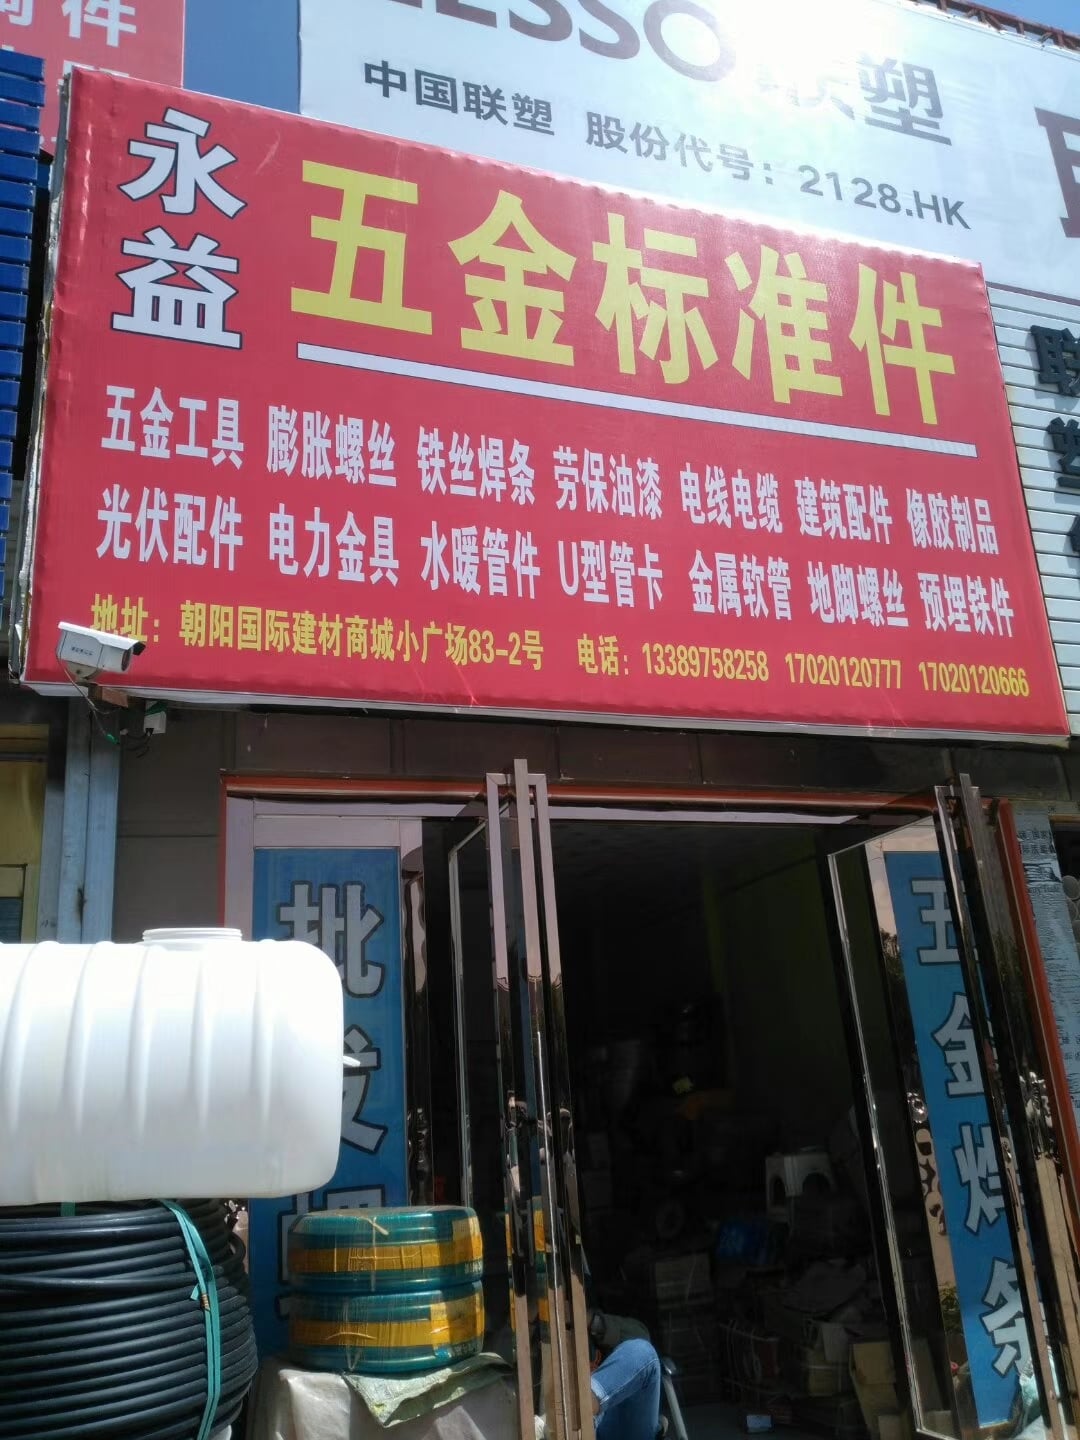 中国联塑 股份代号：2128.HK
永益
五金标准件
五金工具 膨胀螺丝 铁丝焊条 劳保油漆 电线电缆 建筑配件 橡胶制品
光伏配件 电力金具 水暖管件 U型管卡 金属软管 地脚螺丝 预埋铁件
地址：朝阳国际建材商城小广场83-2号 电话：13389758258 17020120777 17020120666
批发
五金焊条